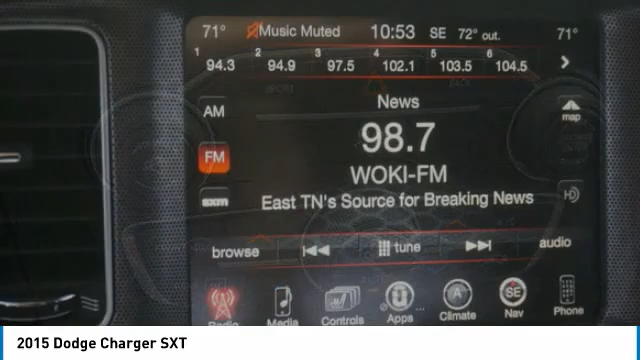 71° Music Muted 10:53 SE 72° out. 71°
1 2 3 4 5 6
94.3 94.9 97.5 102.1 103.5 104.5
News
AM
98.7
map
FM
WOKI-FM
sxm
East TN's Source for Breaking News
HD
browse tune audio
Radio Media Controls Apps Climate Nav Phone
2015 Dodge Charger SXT